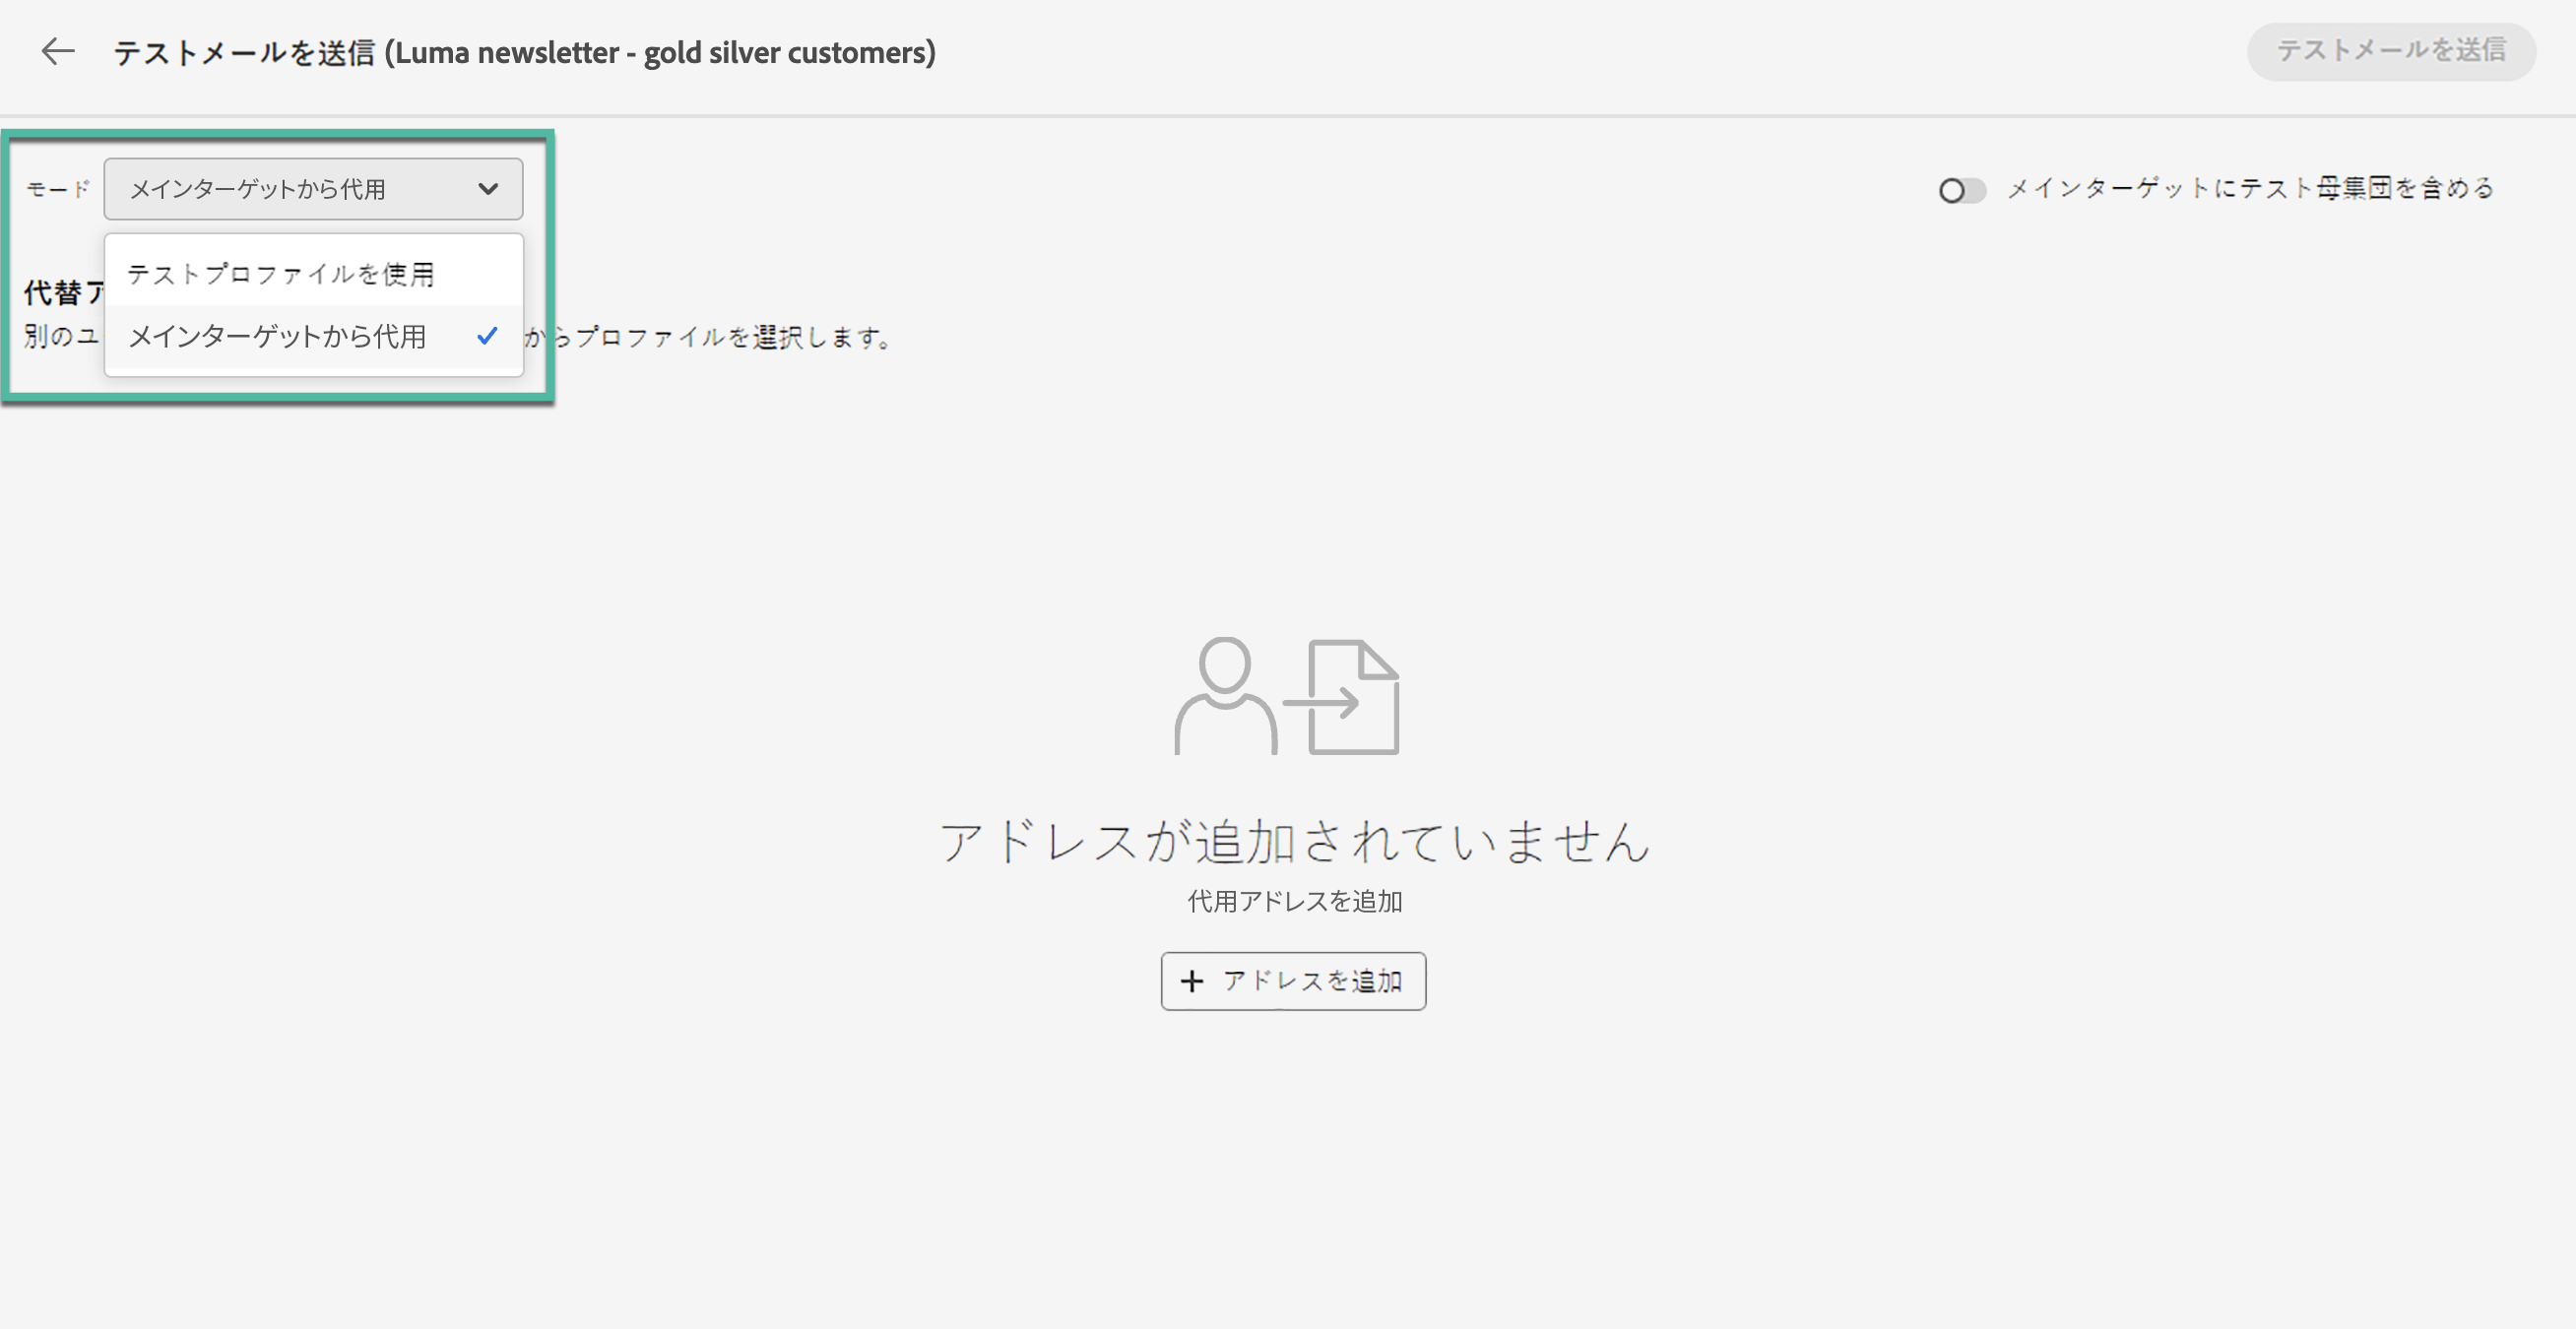 テストメールを送信 (Luma newsletter - gold silver customers)
テストメールを送信
モード
メインターゲットから代用
メインターゲットにテスト母集団を含める
テストプロファイルを使用
代替ア
メインターゲットから代用
別のユ
からプロファイルを選択します。
アドレスが追加されていません
代用アドレスを追加
アドレスを追加